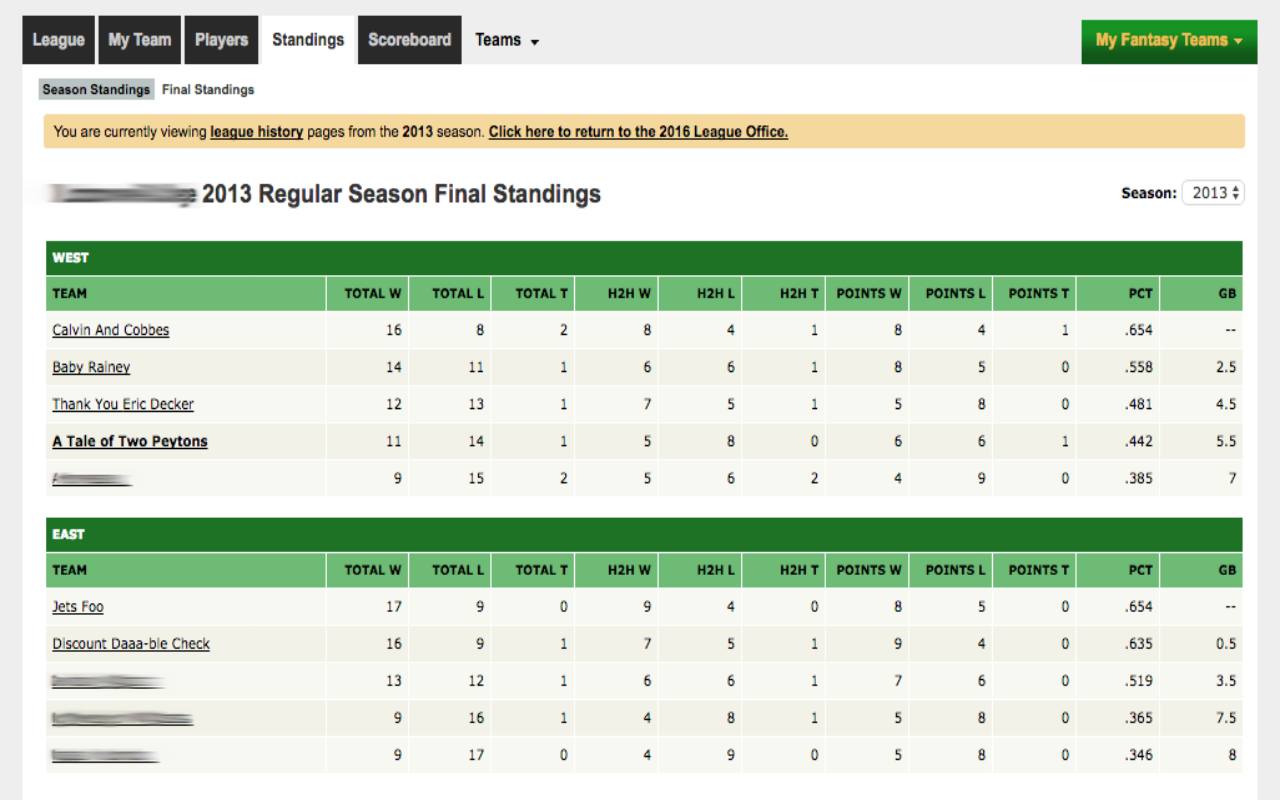 League My Team Players Standings Scoreboard Teams My Fantasy Teams
Season Standings Final Standings
You are currently viewing league history pages from the 2013 season. Click here to return to the 2016 League Office.
2013 Regular Season Final Standings Season: 2013
WEST
TEAM TOTAL W TOTAL L TOTAL T H2H W H2H L H2H T POINTS W POINTS L POINTS T PCT GB
Calvin And Cobbes 16 8 2 8 4 1 8 4 1 .654 --
Baby Rainey 14 11 1 6 6 1 8 5 0 .558 2.5
Thank You Eric Decker 12 13 1 7 5 1 5 8 0 .481 4.5
A Tale of Two Peytons 11 14 1 5 8 0 6 6 1 .442 5.5
9 15 2 5 6 2 4 9 0 .385 7
EAST
TEAM TOTAL W TOTAL L TOTAL T H2H W H2H L H2H T POINTS W POINTS L POINTS T PCT GB
Jets Foo 17 9 0 9 4 0 8 5 0 .654 --
Discount Daaa-ble Check 16 9 1 7 5 1 9 4 0 .635 0.5
13 12 1 6 6 1 7 6 0 .519 3.5
9 16 1 4 8 1 5 8 0 .365 7.5
9 17 0 4 9 0 5 8 0 .346 8